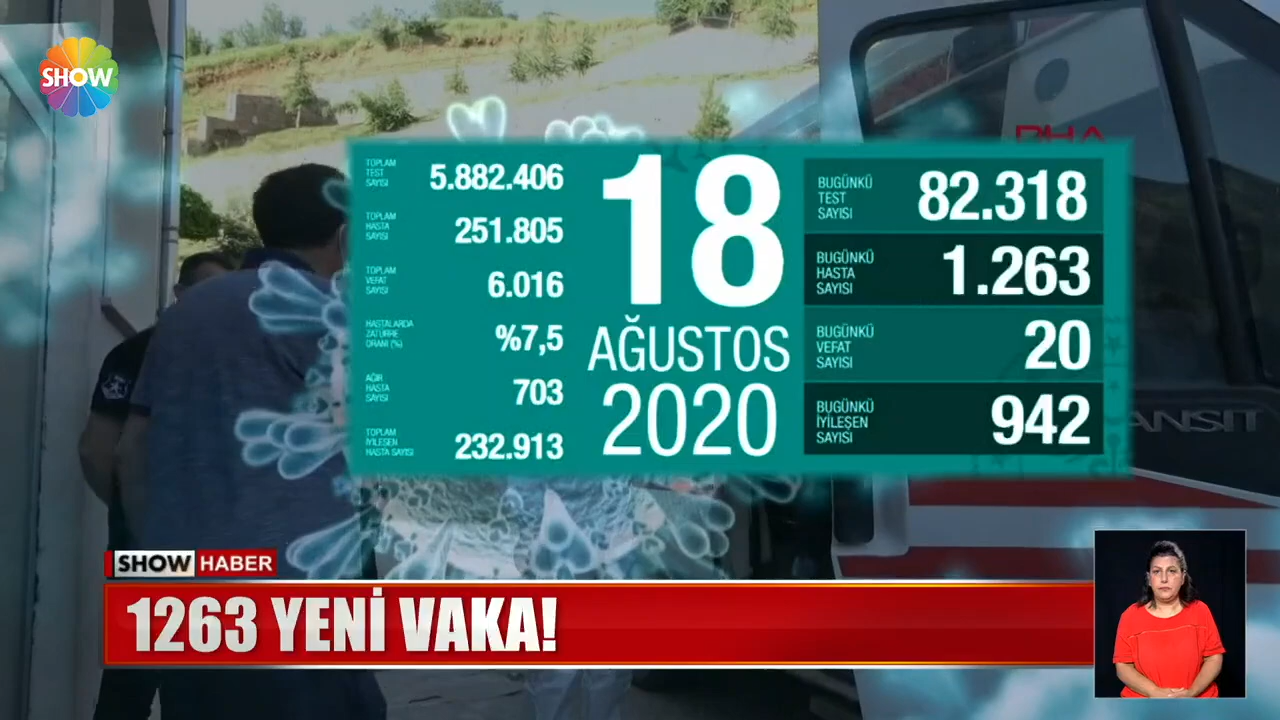 SHOW
DHA
TOPLAM
TEST
SAYISI
5.882.406
TOPLAM
HASTA
SAYISI
251.805
TOPLAM
VEFAT
SAYISI
6.016
HASTALARDA
ZATÜRRE
ORANI (%)
%7,5
AĞIR
HASTA
SAYISI
703
TOPLAM
İYİLEŞEN
HASTA SAYISI
232.913
18
AĞUSTOS
2020
BUGÜNKÜ
TEST
SAYISI
82.318
BUGÜNKÜ
HASTA
SAYISI
1.263
BUGÜNKÜ
VEFAT
SAYISI
20
BUGÜNKÜ
İYİLEŞEN
SAYISI
942
SHOW HABER
1263 YENİ VAKA!